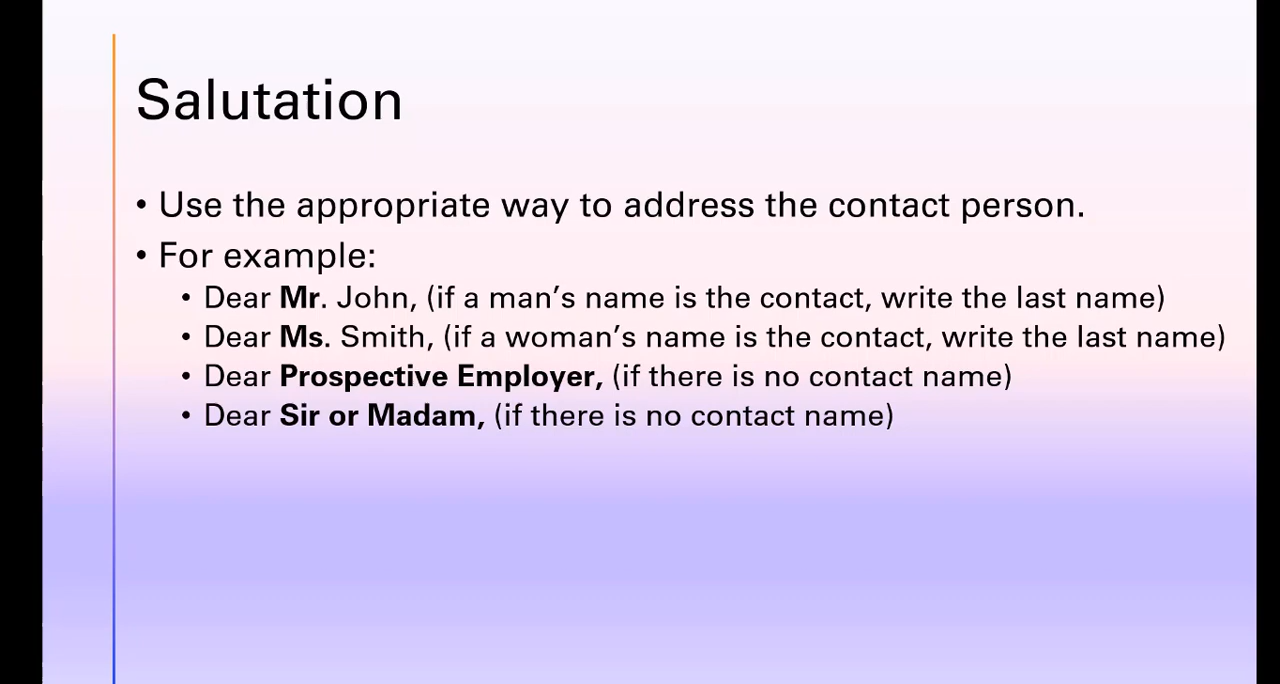 Salutation
• Use the appropriate way to address the contact person.
• For example:
• Dear Mr. John, (if a man’s name is the contact, write the last name)
• Dear Ms. Smith, (if a woman’s name is the contact, write the last name)
• Dear Prospective Employer, (if there is no contact name)
• Dear Sir or Madam, (if there is no contact name)